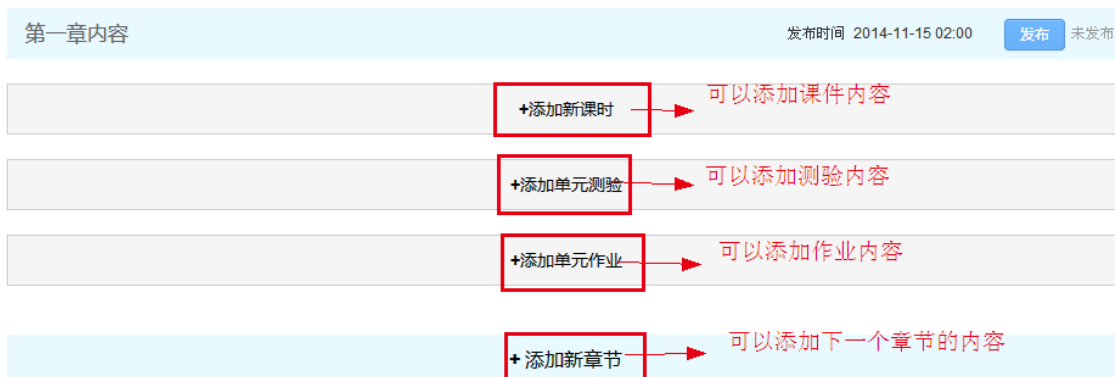 第一章内容 发布时间 2014-11-15 02:00 发布 未发布
+添加新课时 可以添加课件内容
+添加单元测验 可以添加测验内容
+添加单元作业 可以添加作业内容
+ 添加新章节 可以添加下一个章节的内容